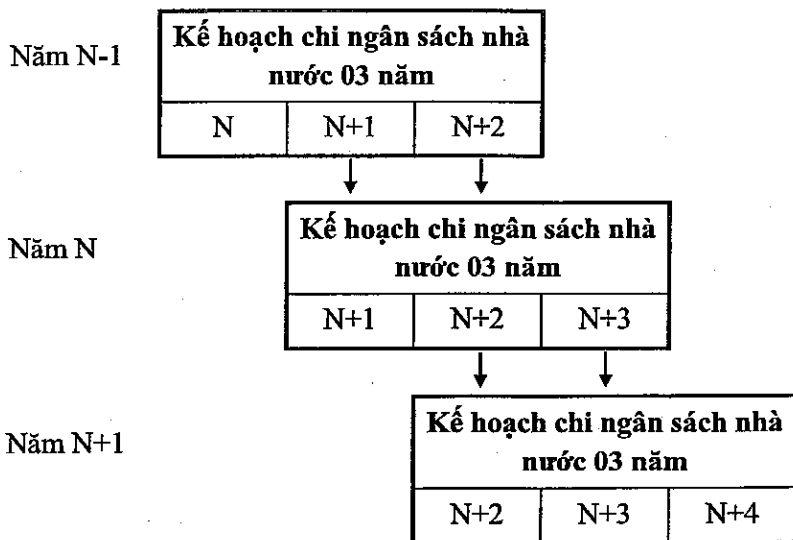 Năm N-1
Kế hoạch chi ngân sách nhà
nước 03 năm
N N+1 N+2
Năm N
Kế hoạch chi ngân sách nhà
nước 03 năm
N+1 N+2 N+3
Năm N+1
Kế hoạch chi ngân sách nhà
nước 03 năm
N+2 N+3 N+4